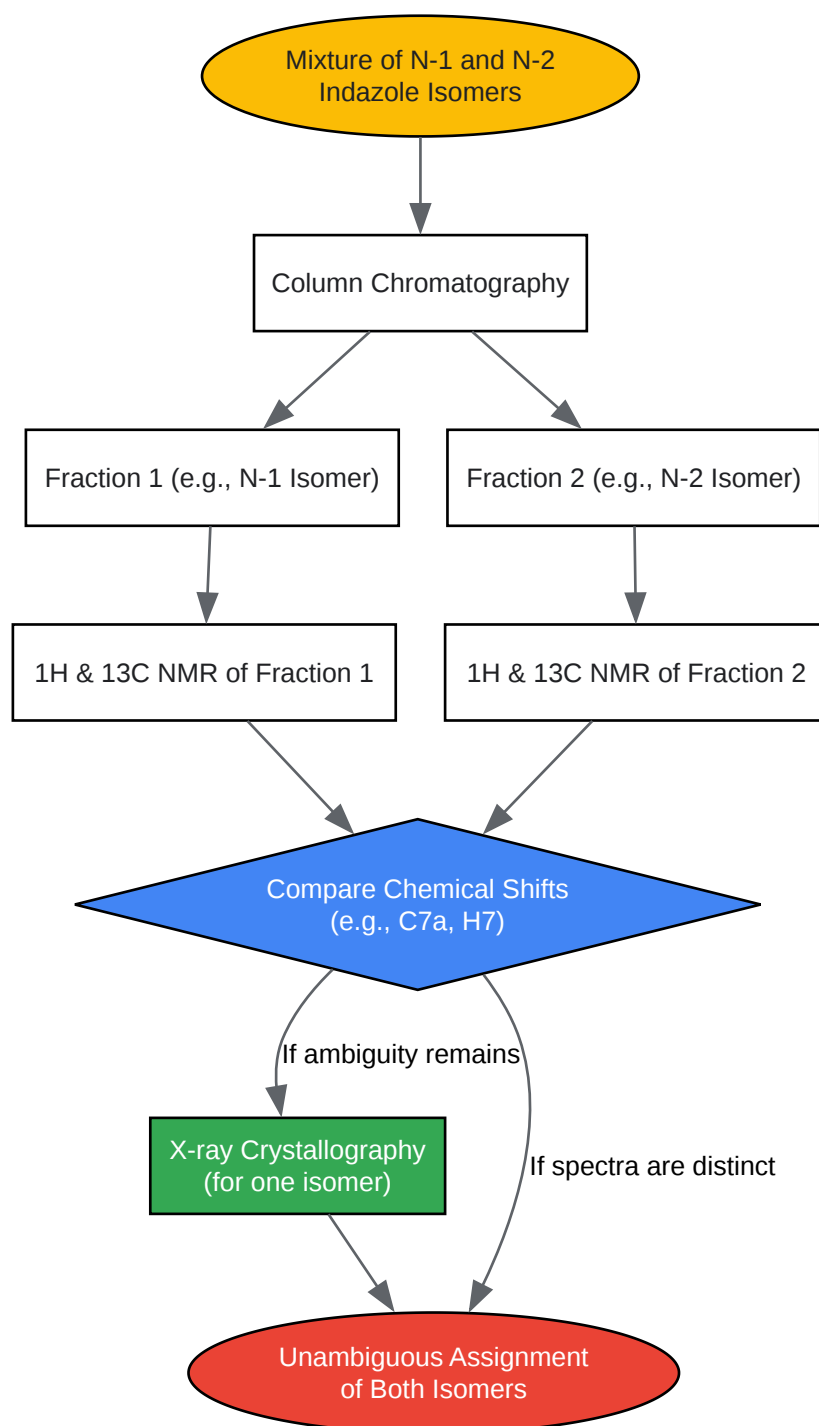 Mixture of N-1 and N-2
Indazole Isomers
Column Chromatography
Fraction 1 (e.g., N-1 Isomer)
Fraction 2 (e.g., N-2 Isomer)
1H & 13C NMR of Fraction 1
1H & 13C NMR of Fraction 2
Compare Chemical Shifts
(e.g., C7a, H7)
If ambiguity remains
X-ray Crystallography
(for one isomer)
If spectra are distinct
Unambiguous Assignment
of Both Isomers